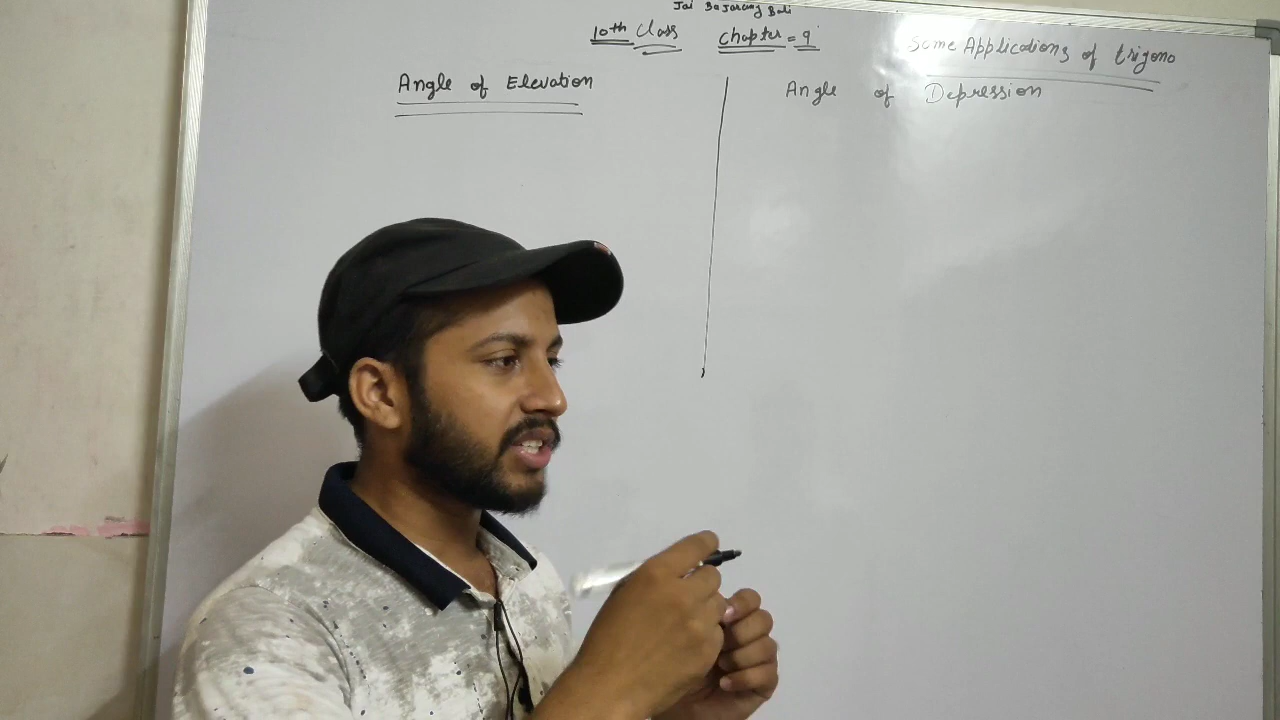 Jai Bajarang Bali
10th Class Chapter = 9 Some Applications of trigono
Angle of Elevation
Angle of Depression